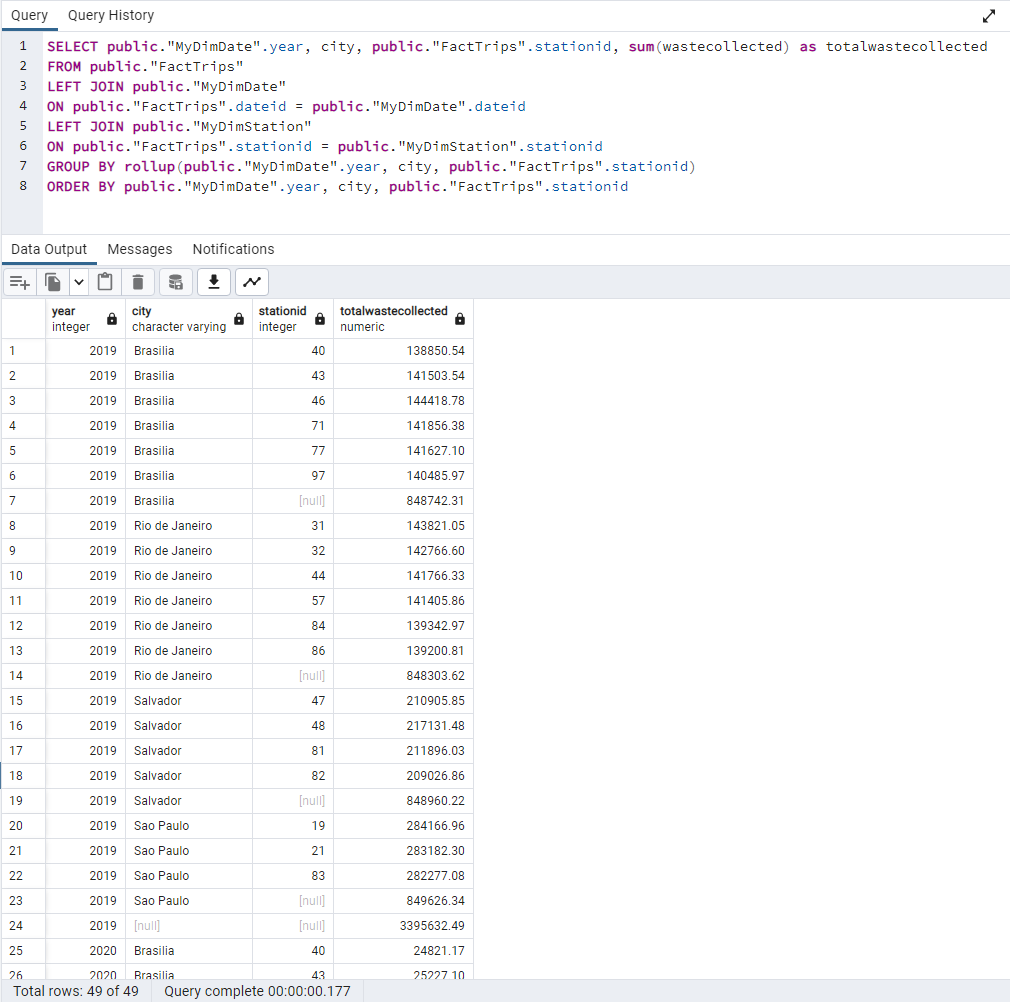 Query Query History
1 SELECT public."MyDimDate".year, city, public."FactTrips".stationid, sum(wastecollected) as totalwastecollected
2 FROM public."FactTrips"
3 LEFT JOIN public."MyDimDate"
4 ON public."FactTrips".dateid = public."MyDimDate".dateid
5 LEFT JOIN public."MyDimStation"
6 ON public."FactTrips".stationid = public."MyDimStation".stationid
7 GROUP BY rollup(public."MyDimDate".year, city, public."FactTrips".stationid)
8 ORDER BY public."MyDimDate".year, city, public."FactTrips".stationid
Data Output Messages Notifications
year city stationid totalwastecollected
integer character varying integer numeric
1 2019 Brasilia 40 138850.54
2 2019 Brasilia 43 141503.54
3 2019 Brasilia 46 144418.78
4 2019 Brasilia 71 141856.38
5 2019 Brasilia 77 141627.10
6 2019 Brasilia 97 140485.97
7 2019 Brasilia [null] 848742.31
8 2019 Rio de Janeiro 31 143821.05
9 2019 Rio de Janeiro 32 142766.60
10 2019 Rio de Janeiro 44 141766.33
11 2019 Rio de Janeiro 57 141405.86
12 2019 Rio de Janeiro 84 139342.97
13 2019 Rio de Janeiro 86 139200.81
14 2019 Rio de Janeiro [null] 848303.62
15 2019 Salvador 47 210905.85
16 2019 Salvador 48 217131.48
17 2019 Salvador 81 211896.03
18 2019 Salvador 82 209026.86
19 2019 Salvador [null] 848960.22
20 2019 Sao Paulo 19 284166.96
21 2019 Sao Paulo 21 283182.30
22 2019 Sao Paulo 83 282277.08
23 2019 Sao Paulo [null] 849626.34
24 2019 [null] [null] 3395632.49
25 2020 Brasilia 40 24821.17
26 2020 Brasilia 43 25227.10
Total rows: 49 of 49 Query complete 00:00:00.177